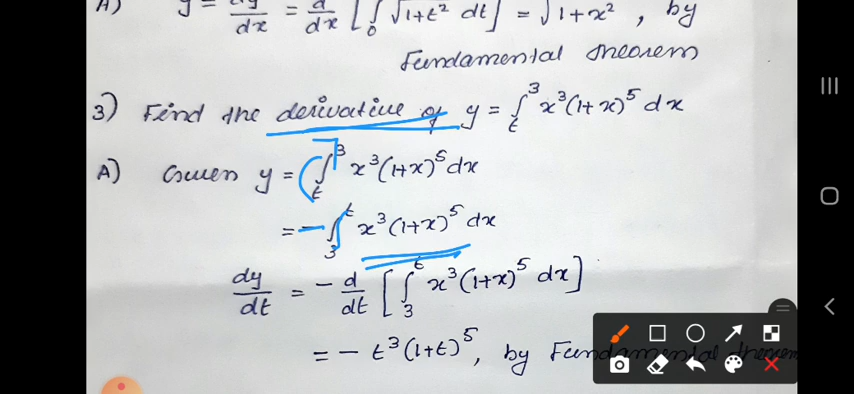 A) y = dy/dx = d/dx [∫₀ √1+t² dt] = √1+x² , by
Fundamental theorem
3) Find the derivative of y = ∫ₜ³ x³(1+x)⁵ dx
A) Given y = ∫ₜ³ x³(1+x)⁵ dx
= - ∫₃ᵗ x³(1+x)⁵ dx
dy/dt = - d/dt [∫₃ᵗ x³(1+x)⁵ dx]
= - t³(1+t)⁵, by Fundamental theorem